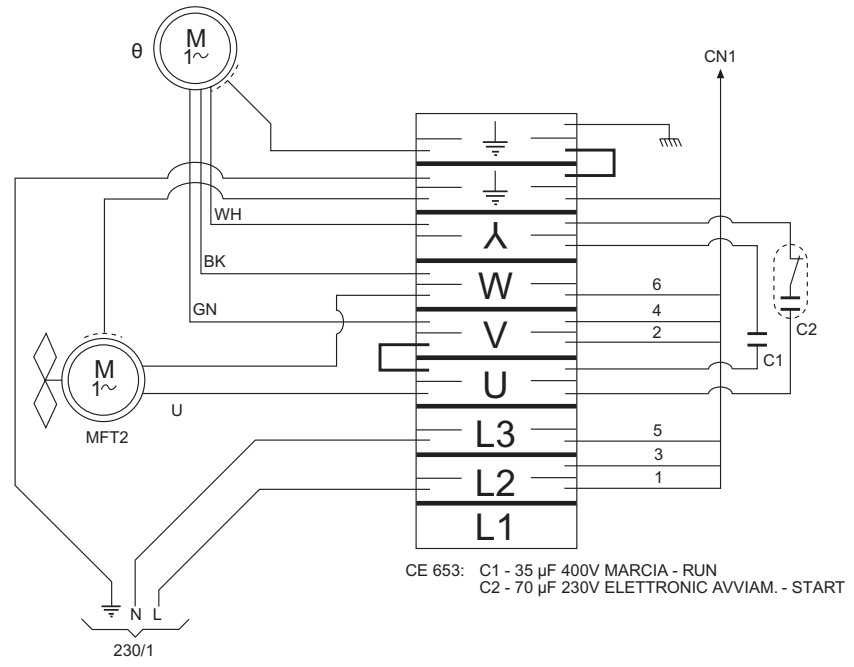 M
1~
θ
CN1
WH
⅄
BK
W
6
GN
4
V
2
C2
C1
M
1~
U
U
MFT2
L3
5
3
L2
1
L1
CE 653: C1 - 35 µF 400V MARCIA - RUN
C2 - 70 µF 230V ELETTRONIC AVVIAM. - START
N L
230/1